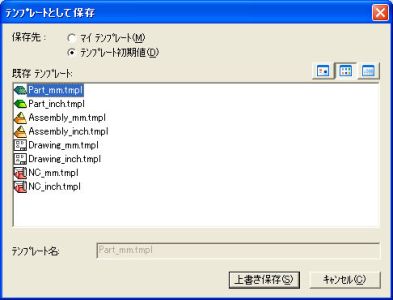 テンプレートとして保存
保存先：
マイ テンプレート(M)
テンプレート初期値(D)
既存 テンプレート:
Part_mm.tmpl
Part_inch.tmpl
Assembly_mm.tmpl
Assembly_inch.tmpl
Drawing_mm.tmpl
Drawing_inch.tmpl
NC_mm.tmpl
NC_inch.tmpl
テンプレート名:
Part_mm.tmpl
上書き保存(S)
キャンセル(C)